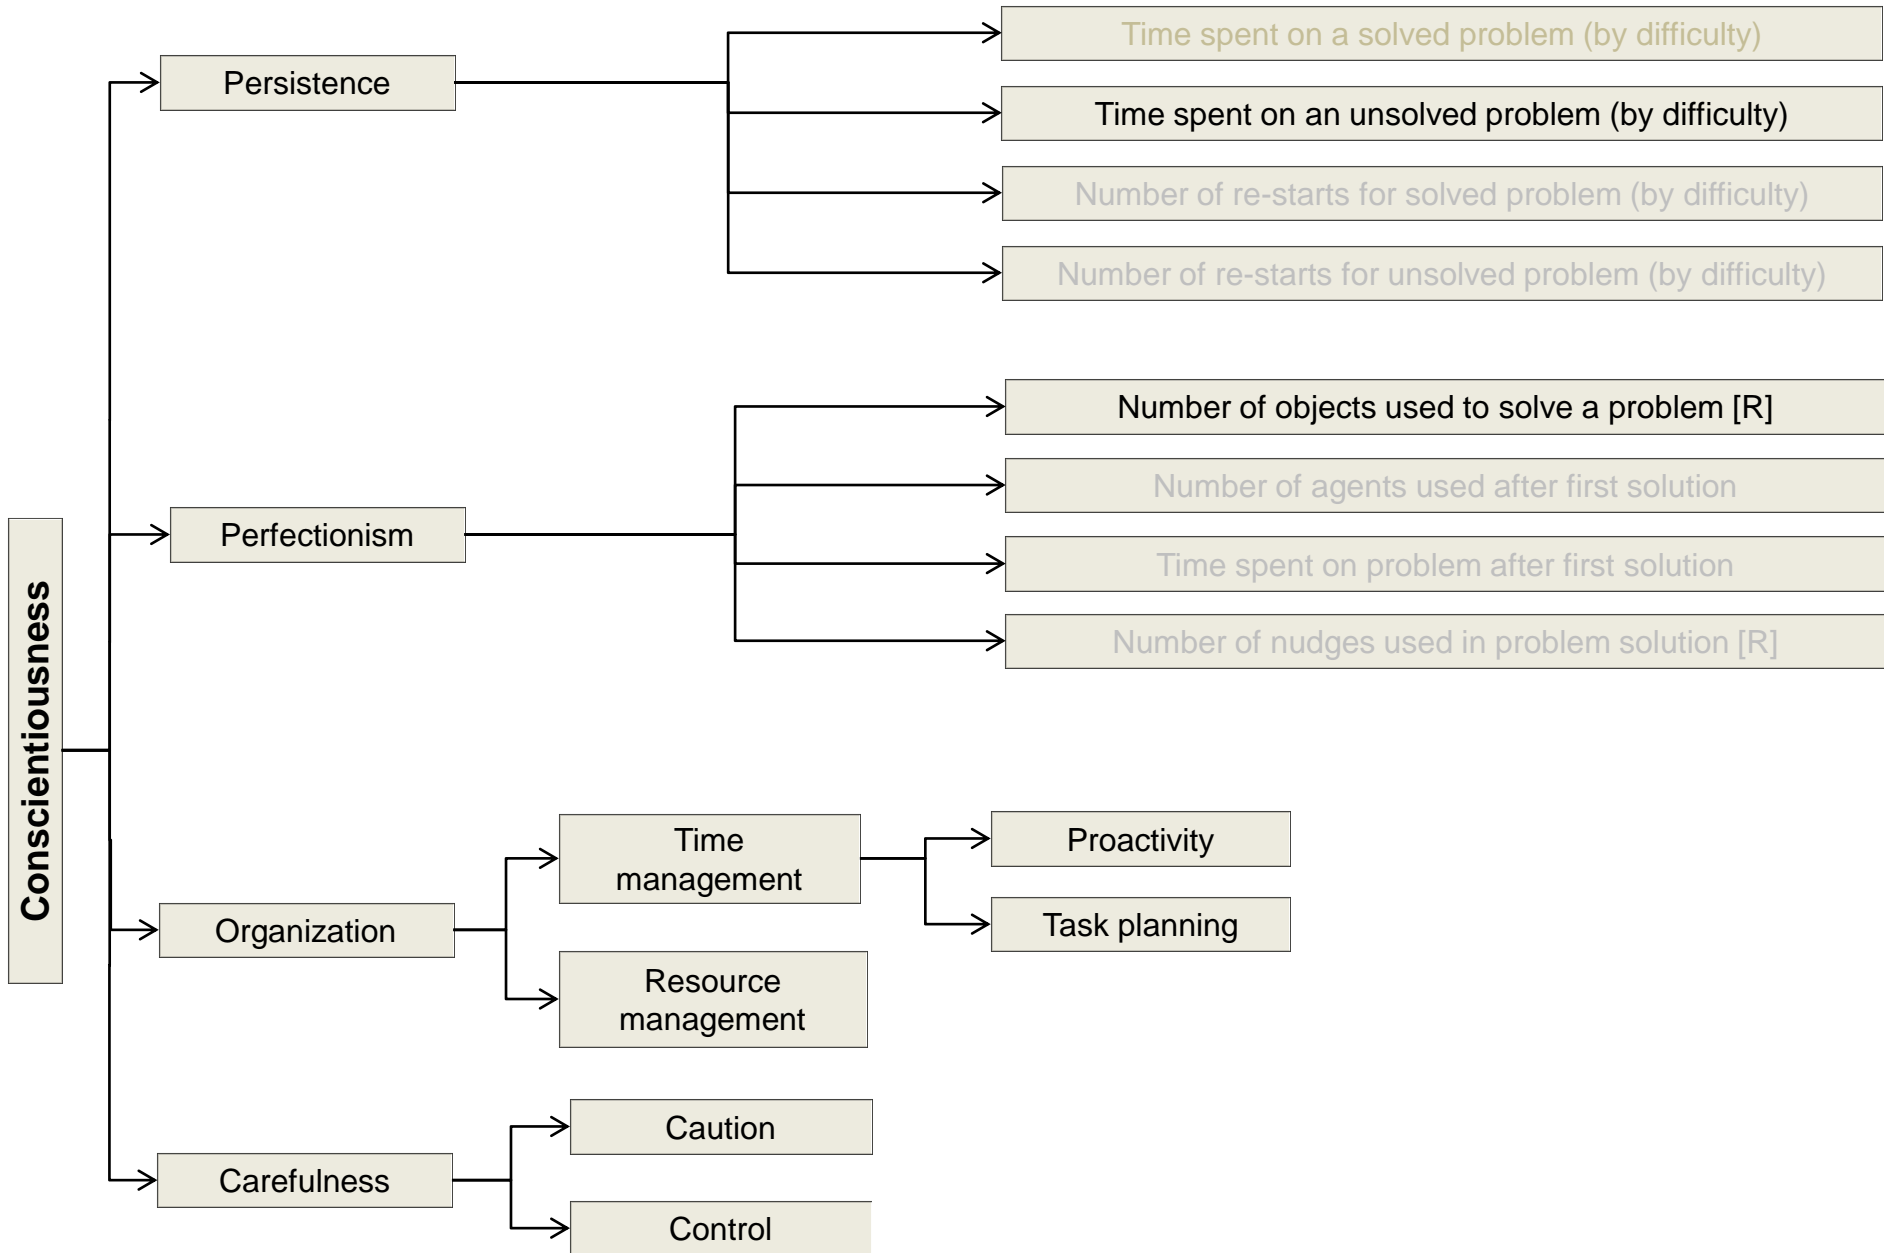 Time spent on a solved problem (by difficulty)
Persistence
Time spent on an unsolved problem (by difficulty)
Number of re-starts for solved problem (by difficulty)
Number of re-starts for unsolved problem (by difficulty)
Number of objects used to solve a problem [R]
Number of agents used after first solution
Perfectionism
Time spent on problem after first solution
Number of nudges used in problem solution [R]
Conscientiousness
Time
management
Proactivity
Task planning
Organization
Resource
management
Caution
Carefulness
Control